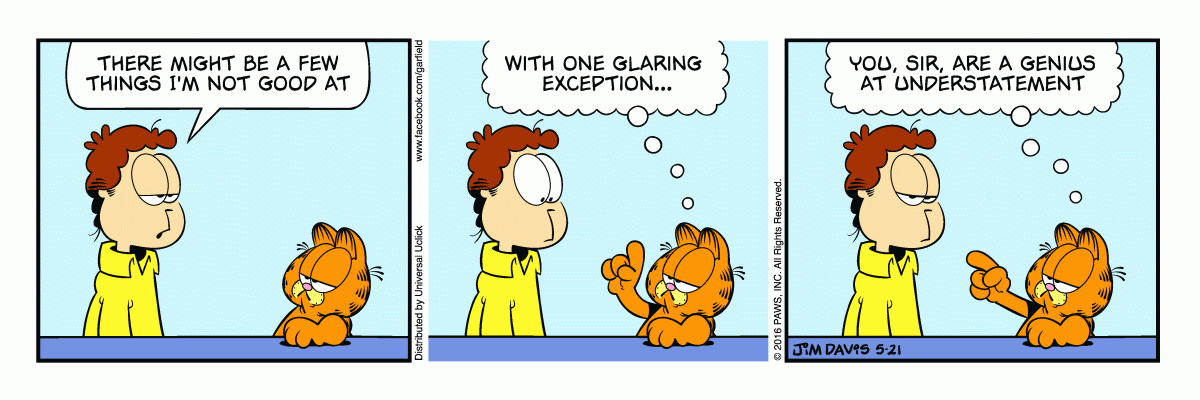 THERE MIGHT BE A FEW
THINGS I'M NOT GOOD AT
www.facebook.com/garfield
Distributed by Universal Uclick
WITH ONE GLARING
EXCEPTION...
© 2016 PAWS, INC. All Rights Reserved.
YOU, SIR, ARE A GENIUS
AT UNDERSTATEMENT
JIM DAVIS 5-21